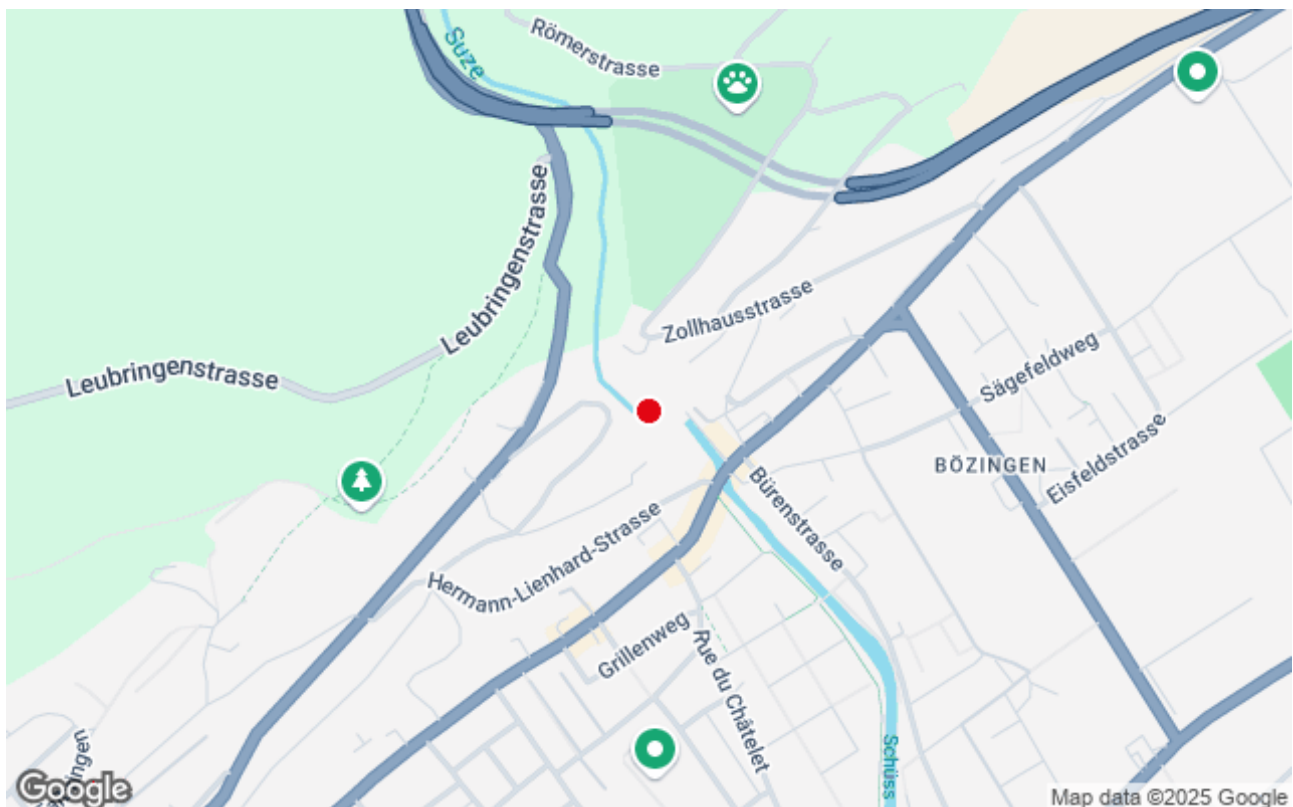 Suze
Römerstrasse
Leubringenstrasse
Leubringenstrasse
Zollhausstrasse
Sägefeldweg
BÖZINGEN
Eisfeldstrasse
Bürenstrasse
Hermann-Lienhard-Strasse
Grillenweg
Rue du Châtelet
Schüss
Google
Map data ©2025 Google